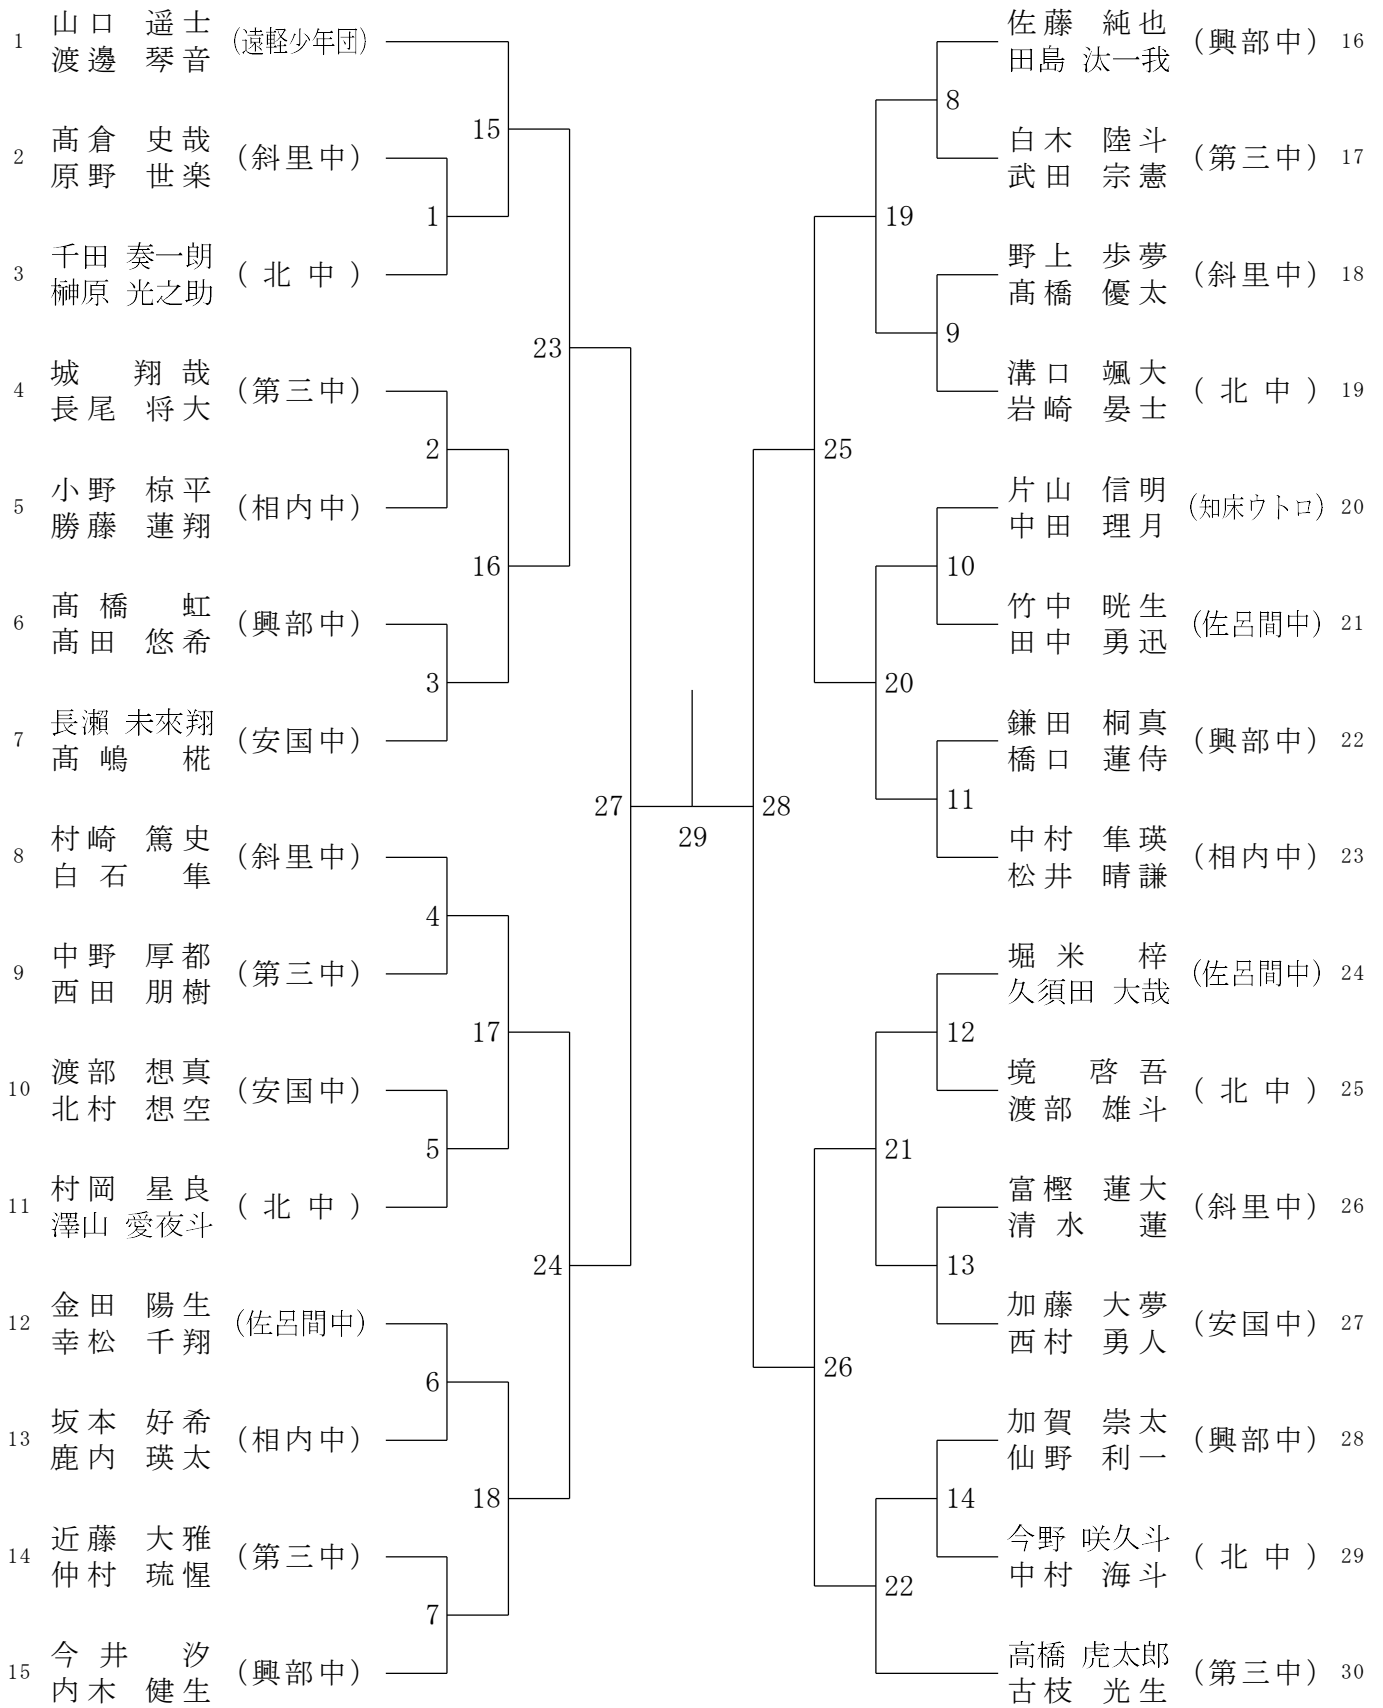 1 山口 遥士 (遠軽少年団)
渡邊 琴音
2 髙倉 史哉 (斜里中)
原野 世楽
3 千田 奏一朗 (北中)
榊原 光之助
4 城 翔哉 (第三中)
長尾 将大
5 小野 椋平 (相内中)
勝藤 蓮翔
6 髙橋 虹 (興部中)
髙田 悠希
7 長瀨 未來翔 (安国中)
髙嶋 椛
8 村崎 篤史 (斜里中)
白石 隼
9 中野 厚都 (第三中)
西田 朋樹
10 渡部 想真 (安国中)
北村 想空
11 村岡 星良 (北中)
澤山 愛夜斗
12 金田 陽生 (佐呂間中)
幸松 千翔
13 坂本 好希 (相内中)
鹿内 瑛太
14 近藤 大雅 (第三中)
仲村 琉惺
15 今井 汐 (興部中)
内木 健生
1
2
3
4
5
6
7
15
16
17
18
23
24
27
29
28
25
26
19
20
21
22
8
9
10
11
12
13
14
佐藤 純也 (興部中) 16
田島 汰一我
白木 陸斗 (第三中) 17
武田 宗憲
野上 歩夢 (斜里中) 18
髙橋 優太
溝口 颯大 (北中) 19
岩崎 晏士
片山 信明 (知床ウトロ) 20
中田 理月
竹中 晄生 (佐呂間中) 21
田中 勇迅
鎌田 桐真 (興部中) 22
橋口 蓮侍
中村 隼瑛 (相内中) 23
松井 晴謙
堀米 梓 (佐呂間中) 24
久須田 大哉
境 啓吾 (北中) 25
渡部 雄斗
富樫 蓮大 (斜里中) 26
清水 蓮
加藤 大夢 (安国中) 27
西村 勇人
加賀 崇太 (興部中) 28
仙野 利一
今野 咲久斗 (北中) 29
中村 海斗
高橋 虎太郎 (第三中) 30
古枝 光生